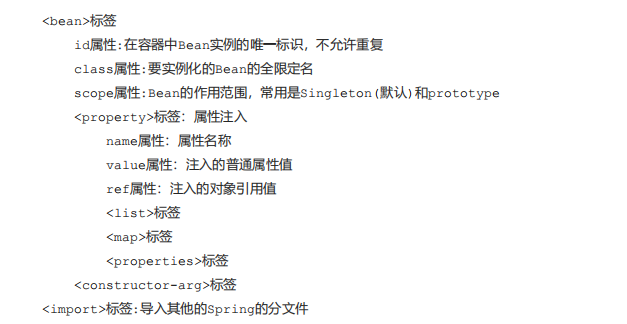 <bean>标签
id属性:在容器中Bean实例的唯一标识，不允许重复
class属性:要实例化的Bean的全限定名
scope属性:Bean的作用范围，常用是Singleton(默认)和prototype
<property>标签：属性注入
name属性：属性名称
value属性：注入的普通属性值
ref属性：注入的对象引用值
<list>标签
<map>标签
<properties>标签
<constructor-arg>标签
<import>标签:导入其他的Spring的分文件